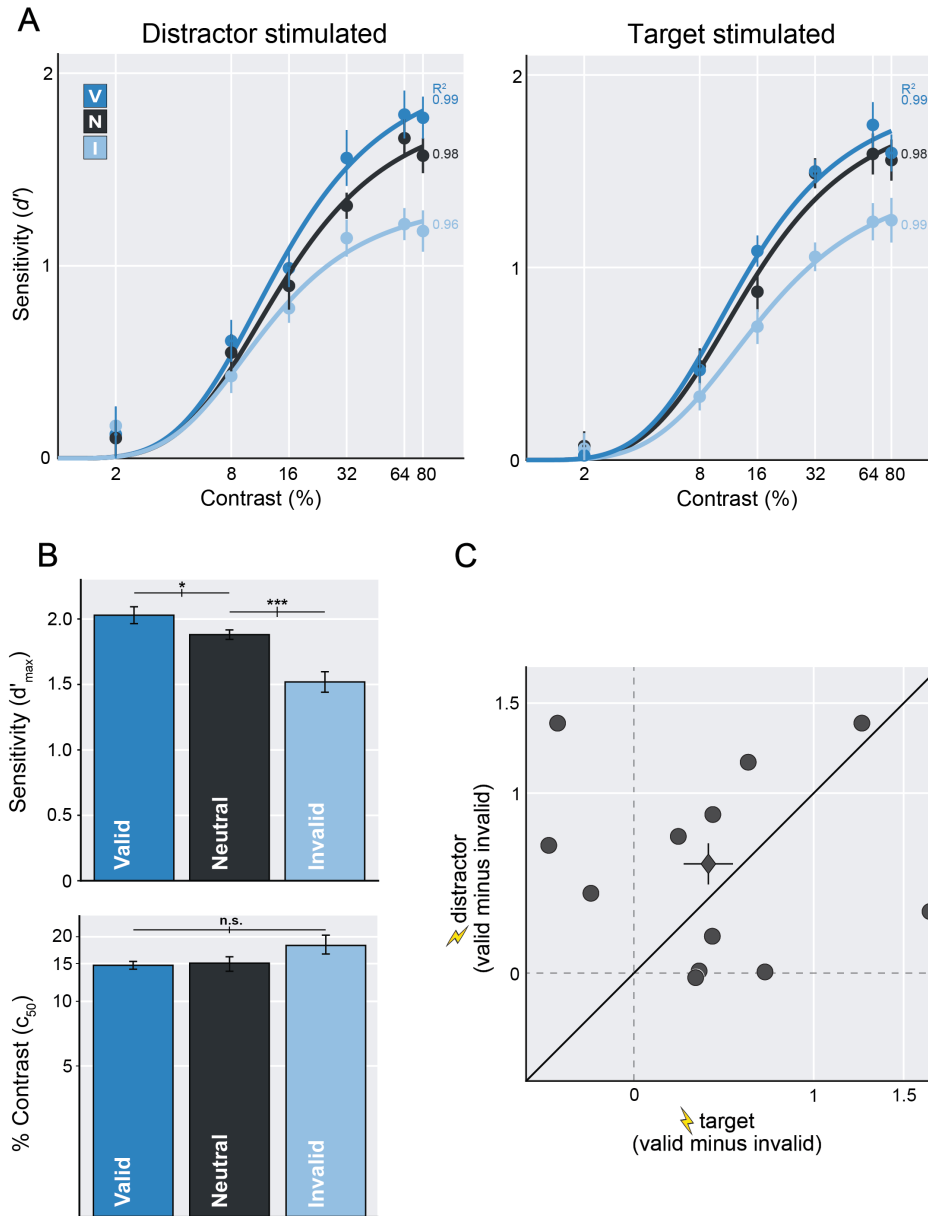 A
Distractor stimulated
Target stimulated
Sensitivity (d′)
2
1
0
V
N
I
R²
0.99
0.98
0.96
2
8
16
32
64
80
Contrast (%)
2
1
0
R²
0.99
0.98
0.99
2
8
16
32
64
80
Contrast (%)
B
Sensitivity (d'max)
2.0
1.5
1.0
0.5
0
*
***
Valid
Neutral
Invalid
% Contrast (c50)
20
15
10
5
n.s.
Valid
Neutral
Invalid
C
distractor
(valid minus invalid)
1.5
1
0
0
1
1.5
target
(valid minus invalid)